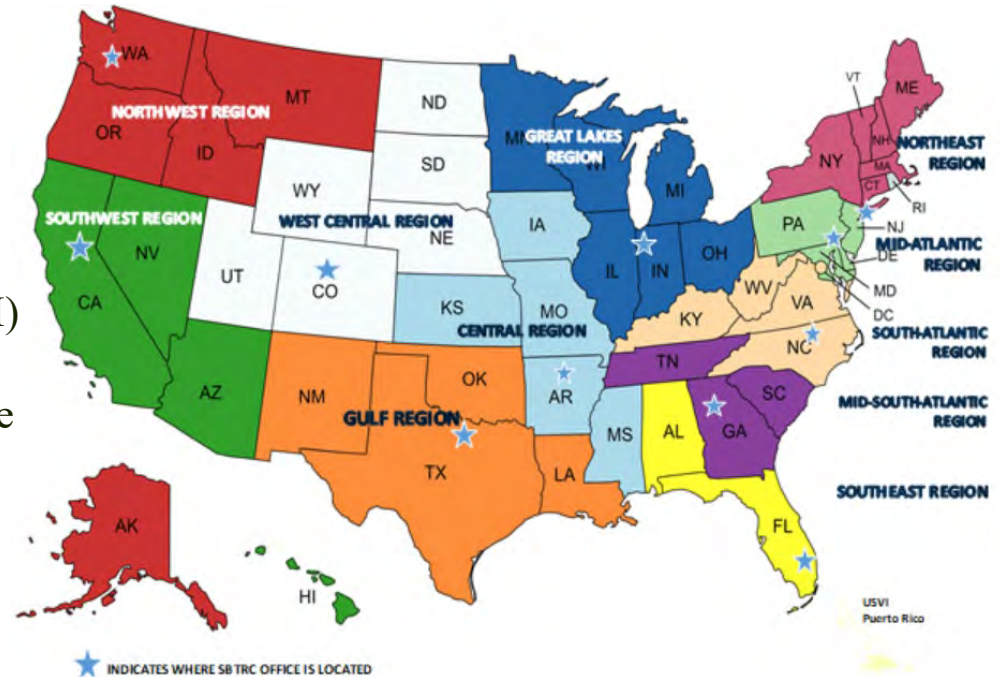 WA
MT
ND
VT
ME
NORTHWEST REGION
OR
ID
SD
MN
GREAT LAKES
REGION
WI
MI
NY
NH
MA
CT
RI
NORTHEAST
REGION
WY
WEST CENTRAL REGION
NE
IA
SOUTHWEST REGION
NV
UT
CO
CA
IL
IN
OH
PA
NJ
DE
MD
DC
MID-ATLANTIC
REGION
KS
MO
CENTRAL REGION
KY
WV
VA
NC
SOUTH-ATLANTIC
REGION
I)
e
AZ
NM
OK
AR
TN
SC
GULF REGION
TX
LA
MS
AL
GA
MID-SOUTH-ATLANTIC
REGION
SOUTHEAST REGION
FL
AK
HI
USVI
Puerto Rico
INDICATES WHERE SBTRC OFFICE IS LOCATED